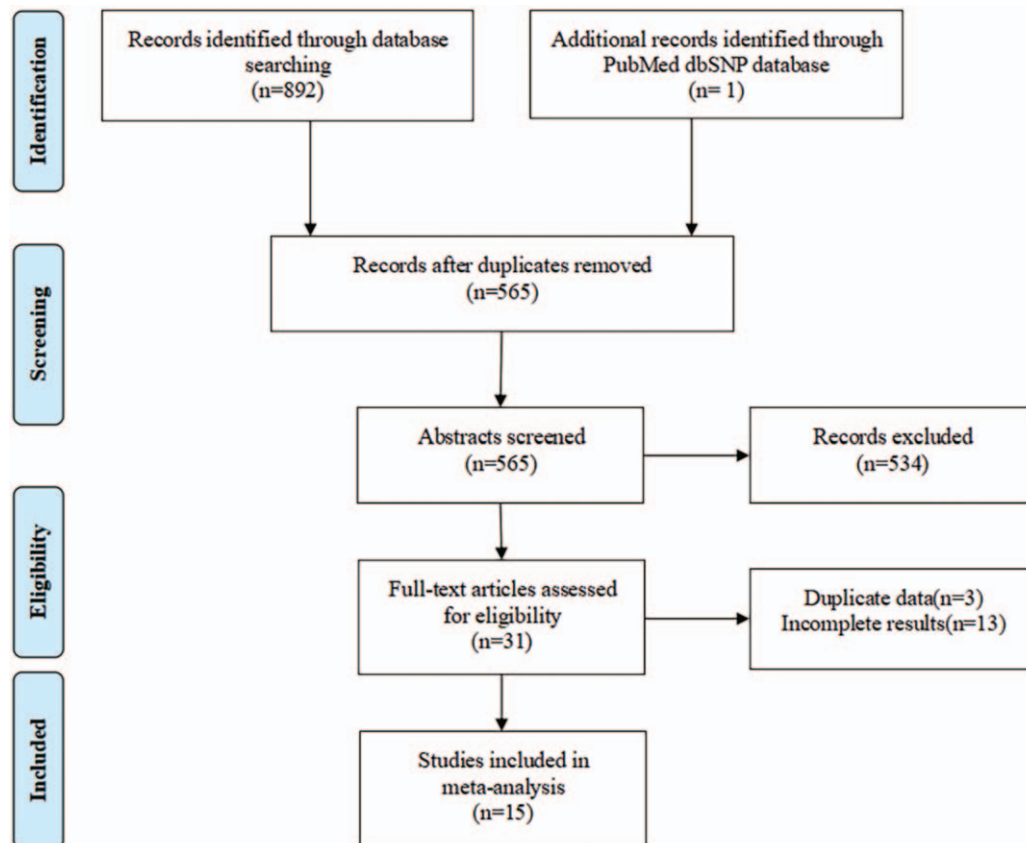 Identification
Records identified through database
searching
(n=892)
Additional records identified through
PubMed dbSNP database
(n= 1)
Screening
Records after duplicates removed
(n=565)
Abstracts screened
(n=565)
Records excluded
(n=534)
Eligibility
Full-text articles assessed
for eligibility
(n=31)
Duplicate data(n=3)
Incomplete results(n=13)
Included
Studies included in
meta-analysis
(n=15)